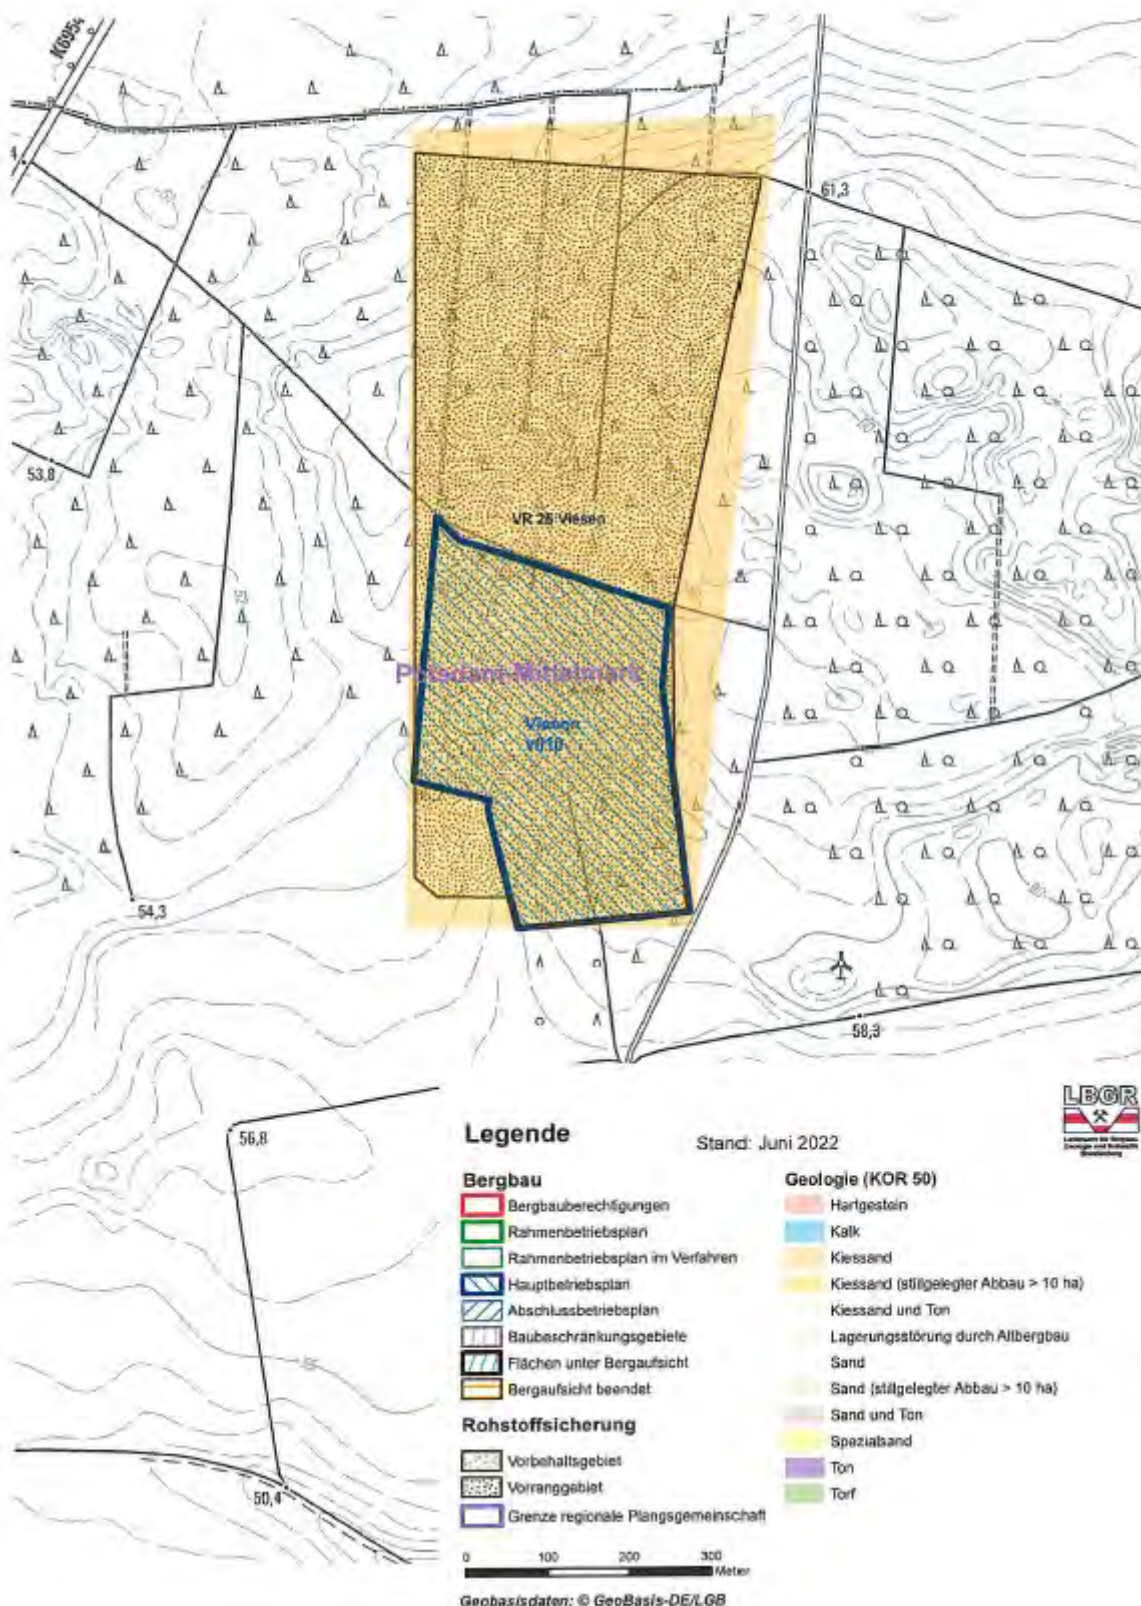 K6954
4
61,3
53,8
VR 25 Viesen
53
Potsdam-Mittelmark
Viesen
54,3
58,3
56,8
50,4
Legende
Stand: Juni 2022
LBGR
Bergbau
Bergbauberechtigungen
Rahmenbetriebsplan
Rahmenbetriebsplan im Verfahren
Hauptbetriebsplan
Abschlussbetriebsplan
Baubeschränkungsgebiete
Flächen unter Bergaufsicht
Bergaufsicht beendet
Rohstoffsicherung
Vorbehaltsgebiet
Vorranggebiet
Grenze regionale Plangsgemeinschaft
Geologie (KOR 50)
Hartgestein
Kalk
Kiessand
Kiessand (stillgelegter Abbau > 10 ha)
Kiessand und Ton
Lagerungsstörung durch Altbergbau
Sand
Sand (stillgelegter Abbau > 10 ha)
Sand und Ton
Spezialsand
Ton
Torf
0 100 200 300
Meter
Geobasisdaten: © GeoBasis-DE/LGB